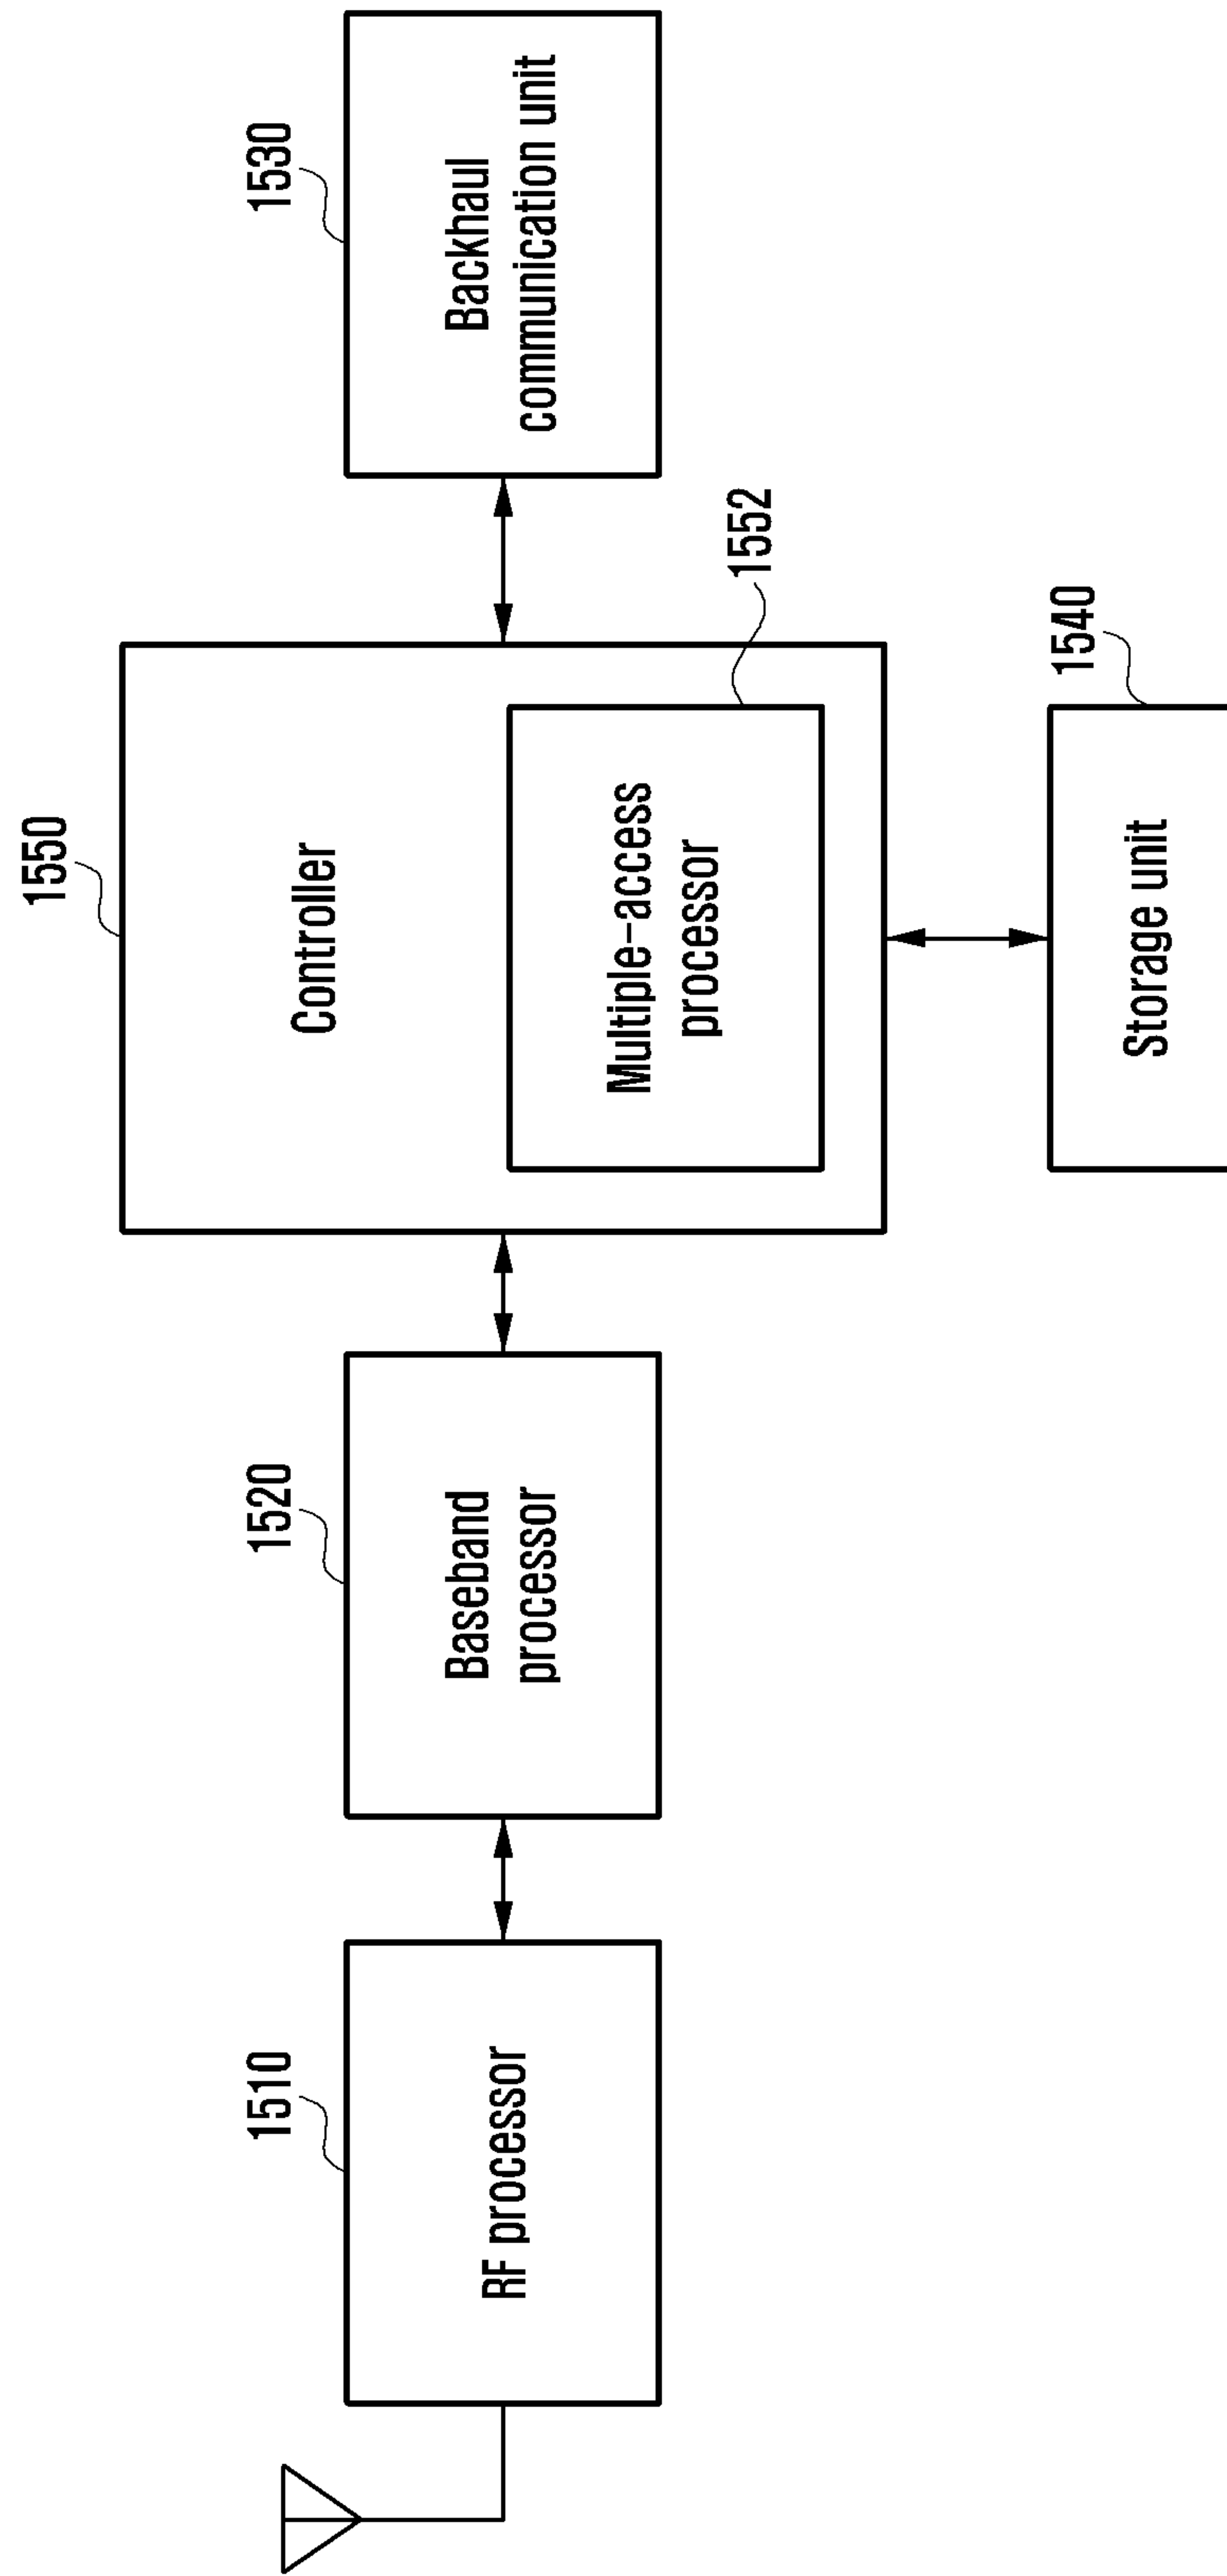 1550
Controller
1510
RF processor
1520
Baseband
processor
1530
Backhaul
communication unit
Multiple-access
processor
1552
1540
Storage unit